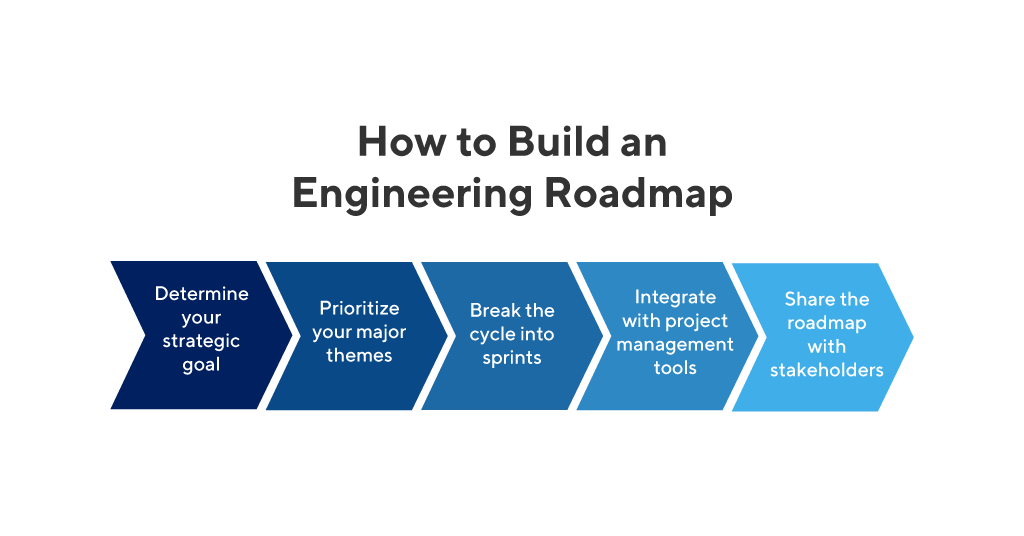 How to Build an
Engineering Roadmap
Determine
your
strategic
goal
Prioritize
your major
themes
Break the
cycle into
sprints
Integrate
with project
management
tools
Share the
roadmap
with
stakeholders